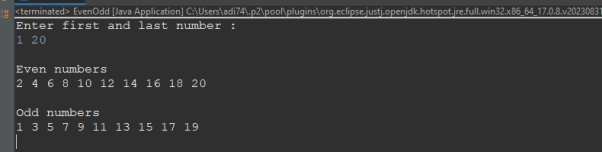 <terminated> EvenOdd [Java Application] C:\Users\adi74\.p2\pool\plugins\org.eclipse.justj.openjdk.hotspot.jre.full.win32.x86_64_17.0.8.v20230831
Enter first and last number :
1 20
Even numbers
2 4 6 8 10 12 14 16 18 20
Odd numbers
1 3 5 7 9 11 13 15 17 19